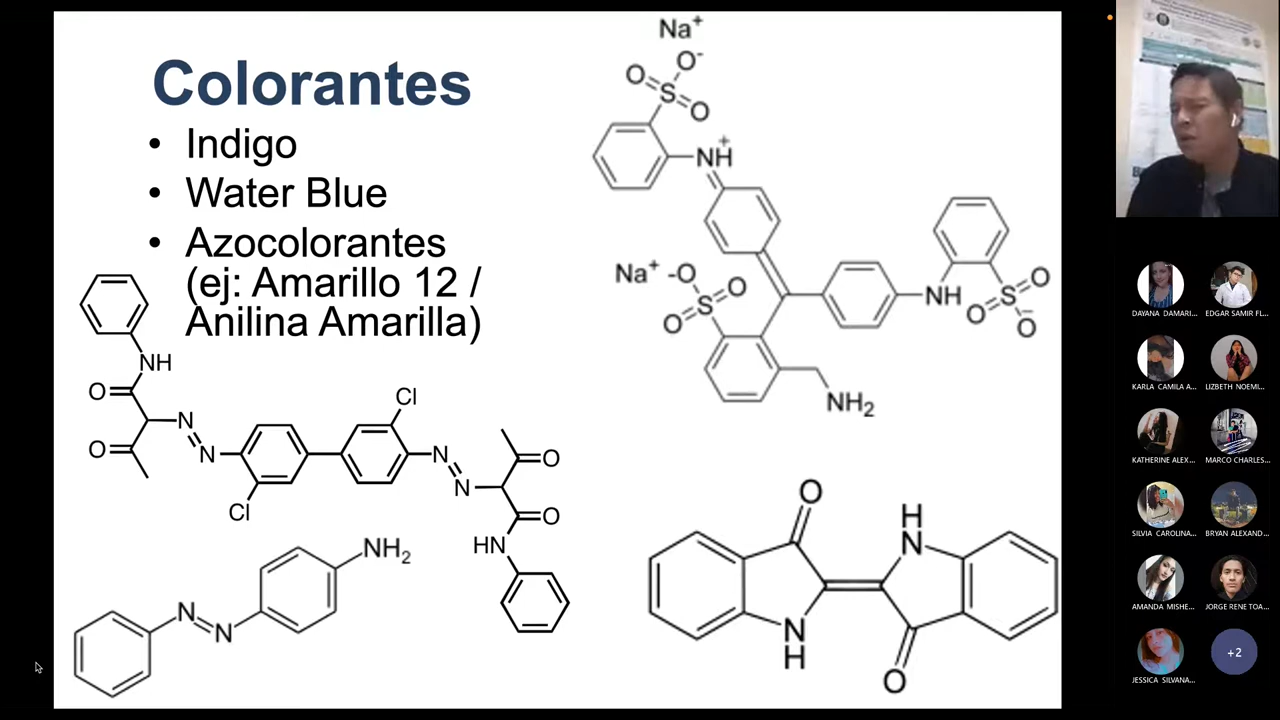 Colorantes
• Indigo
• Water Blue
• Azocolorantes
(ej: Amarillo 12 /
Anilina Amarilla)
Na⁺
O⁻
O
S
O
NH⁺
Na⁺ -O
S
O
O
NH
S
O
O
O⁻
NH₂
NH
O
O
N
N
Cl
Cl
N
N
O
O
HN
NH₂
N
N
O
H
N
N
H
O
DAYANA DAMARI...
EDGAR SAMIR FL...
KARLA CAMILA A...
LIZBETH NOEMI...
KATHERINE ALEX...
MARCO CHARLES...
SILVIA CAROLINA...
BRYAN ALEXAND...
AMANDA MISHE...
JORGE RENE TOA...
JESSICA SILVANA...
+2